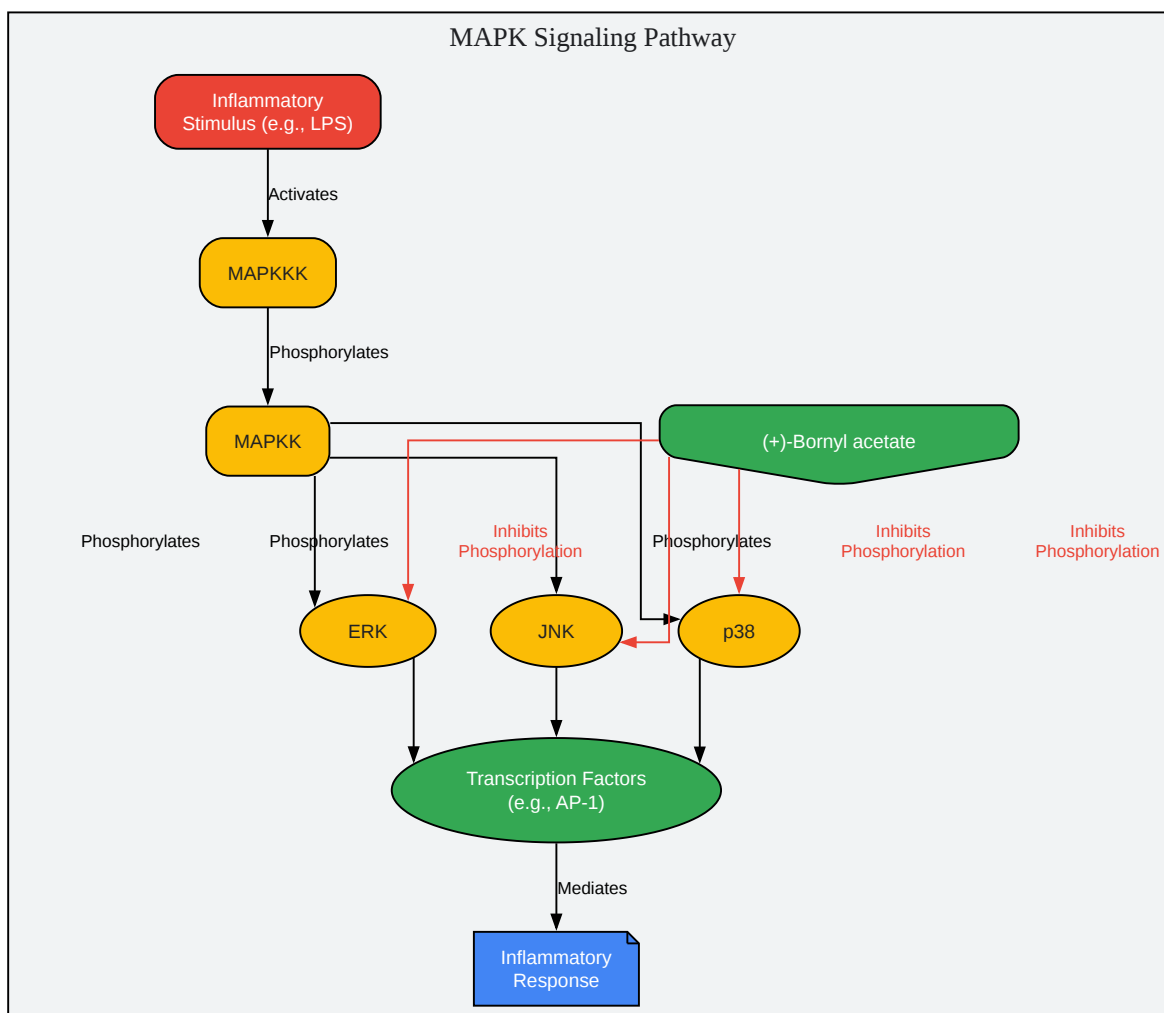 MAPK Signaling Pathway
Inflammatory
Stimulus (e.g., LPS)
Activates
MAPKKK
Phosphorylates
MAPKK
(+)-Bornyl acetate
Phosphorylates
Phosphorylates
Inhibits
Phosphorylation
Phosphorylates
Inhibits
Phosphorylation
Inhibits
Phosphorylation
ERK
JNK
p38
Transcription Factors
(e.g., AP-1)
Mediates
Inflammatory
Response